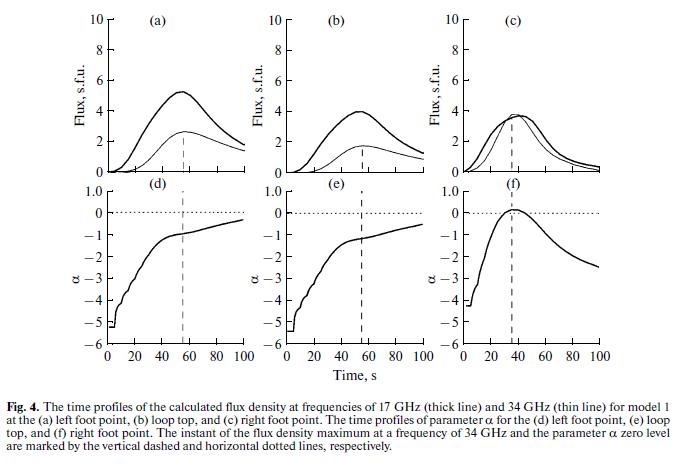 (a)
(b)
(c)
10
8
6
4
2
0
Flux, s.f.u.
10
8
6
4
2
0
Flux, s.f.u.
10
8
6
4
2
0
Flux, s.f.u.
(d)
(e)
(f)
1.0
0
−1
−2
−3
−4
−5
−6
α
0 20 40 60 80 100
1.0
0
−1
−2
−3
−4
−5
−6
α
0 20 40 60 80 100
1.0
0
−1
−2
−3
−4
−5
−6
α
0 20 40 60 80 100
Time, s
Fig. 4. The time profiles of the calculated flux density at frequencies of 17 GHz (thick line) and 34 GHz (thin line) for model 1
at the (a) left foot point, (b) loop top, and (c) right foot point. The time profiles of parameter α for the (d) left foot point, (e) loop
top, and (f) right foot point. The instant of the flux density maximum at a frequency of 34 GHz and the parameter α zero level
are marked by the vertical dashed and horizontal dotted lines, respectively.